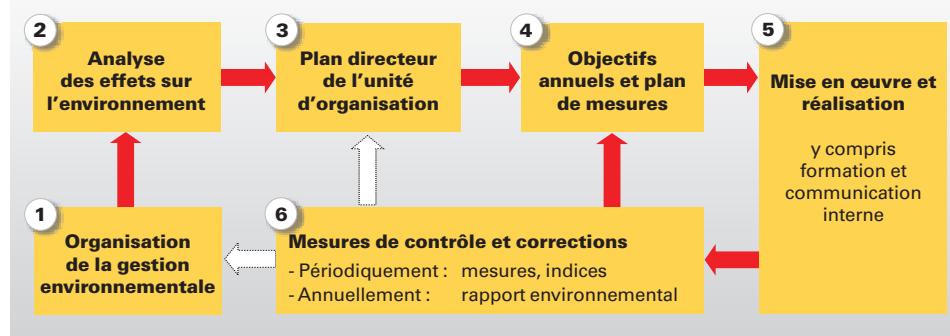 2
Analyse
des effets sur
l'environnement
3
Plan directeur
de l'unité
d'organisation
4
Objectifs
annuels et plan
de mesures
5
Mise en œuvre et
réalisation
y compris
formation et
communication
interne
1
Organisation
de la gestion
environnementale
6
Mesures de contrôle et corrections
- Périodiquement : mesures, indices
- Annuellement : rapport environnemental